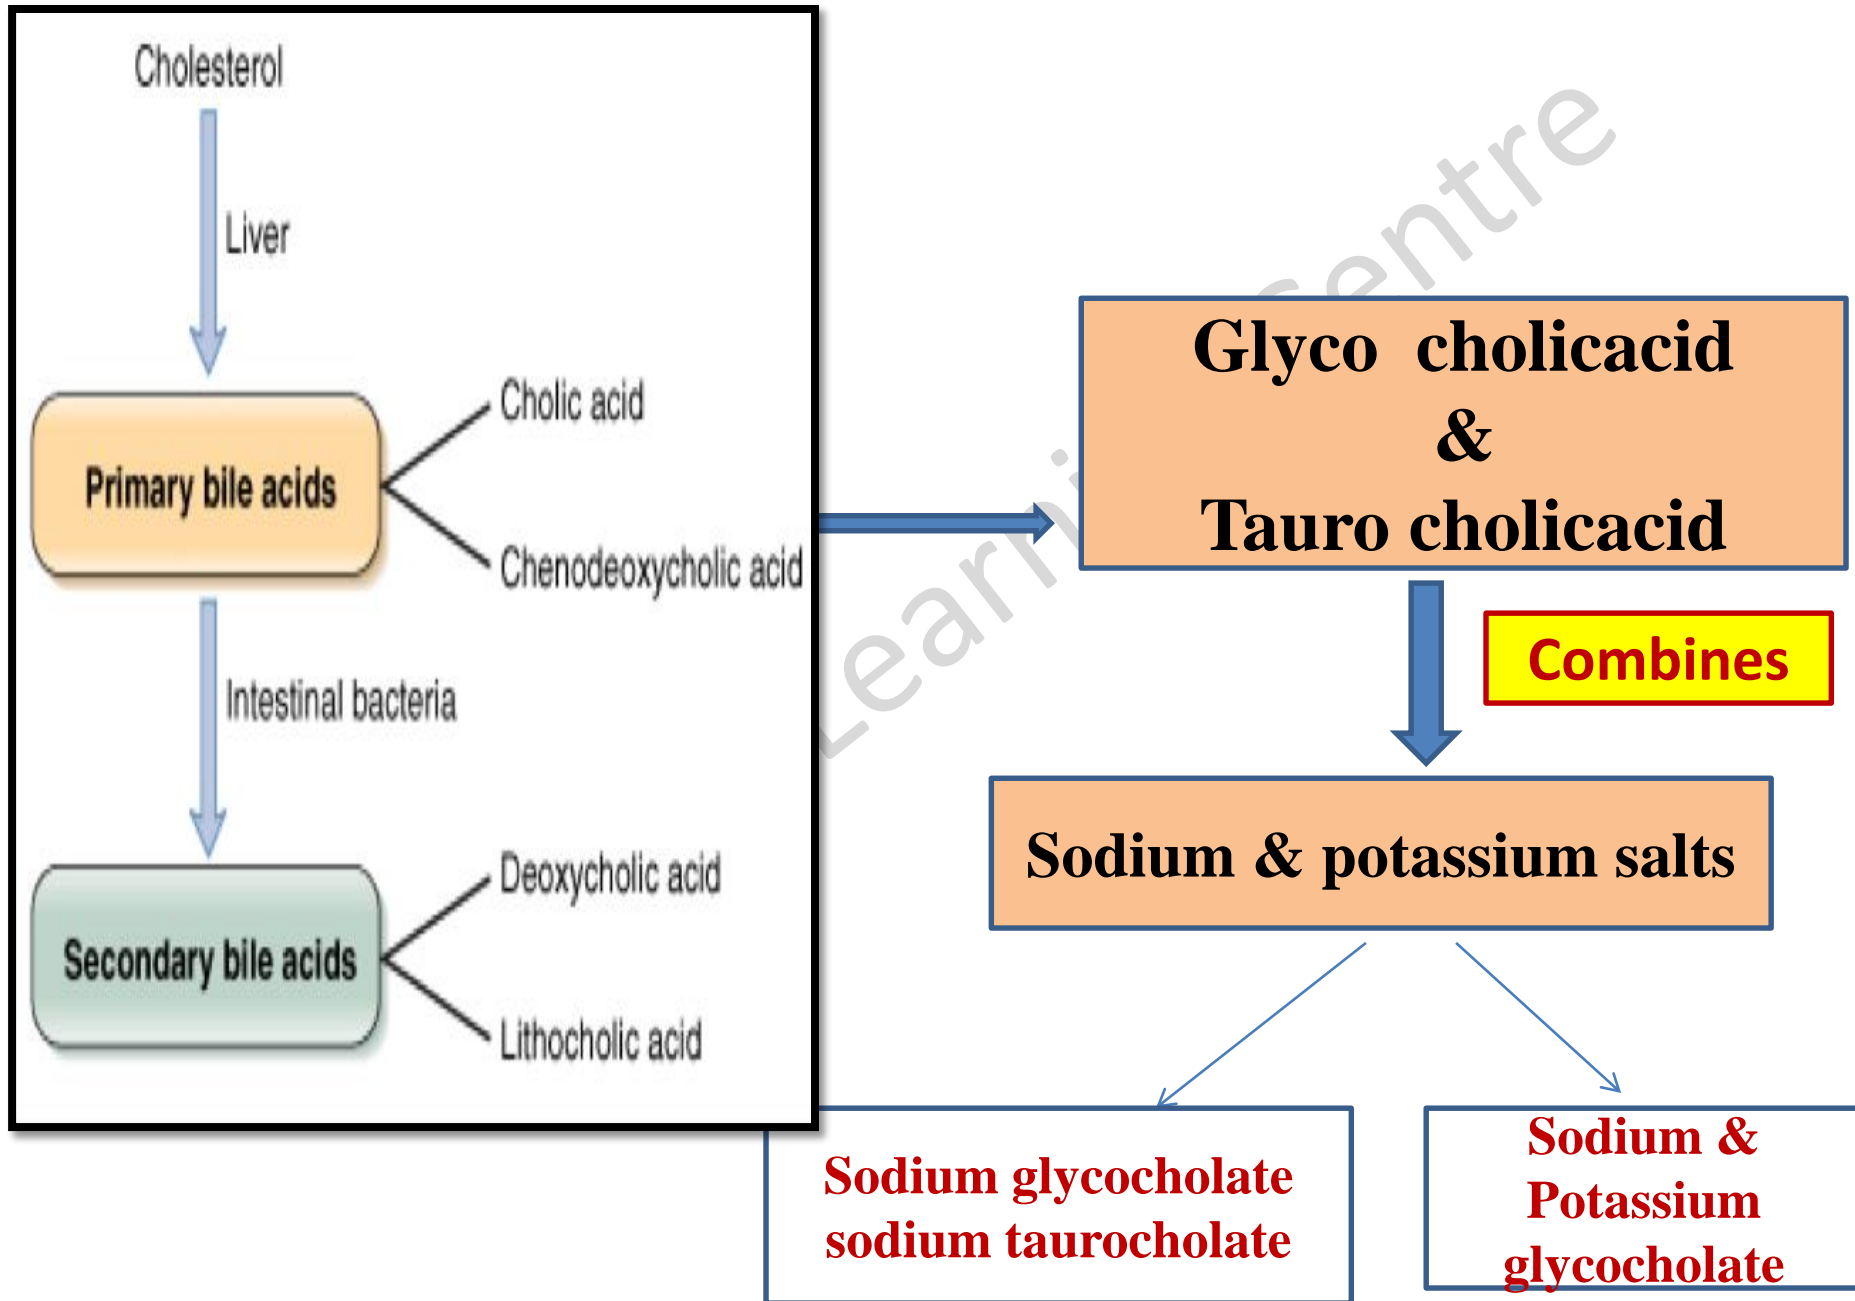 Cholesterol
Liver
Primary bile acids
Cholic acid
Chenodeoxycholic acid
Intestinal bacteria
Secondary bile acids
Deoxycholic acid
Lithocholic acid
Glyco cholicacid
&
Tauro cholicacid
Combines
Sodium & potassium salts
Sodium glycocholate
sodium taurocholate
Sodium &
Potassium
glycocholate